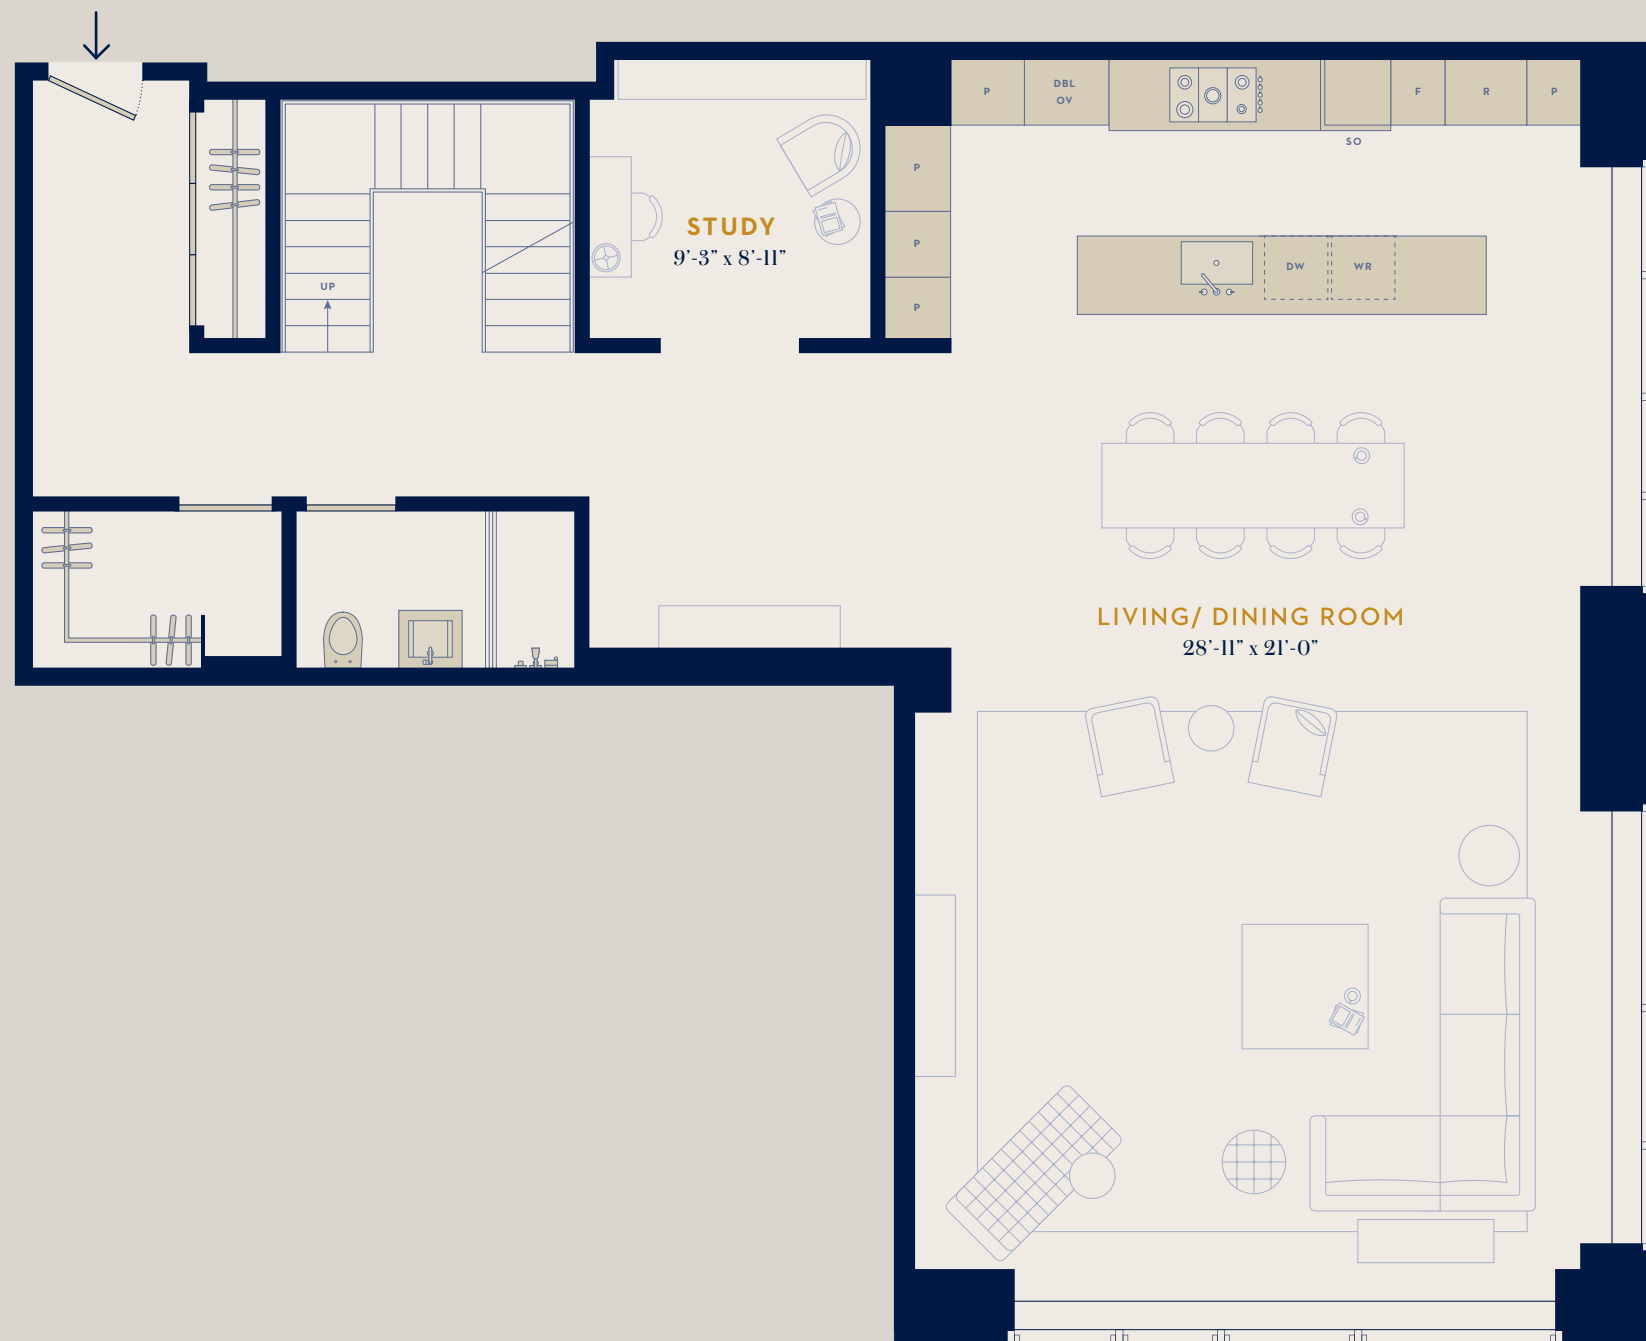 P
DBL
OV
F
R
P
SO
P
P
P
STUDY
9’-3” x 8’-11”
UP
DW
WR
LIVING/ DINING ROOM
28’-11” x 21’-0”